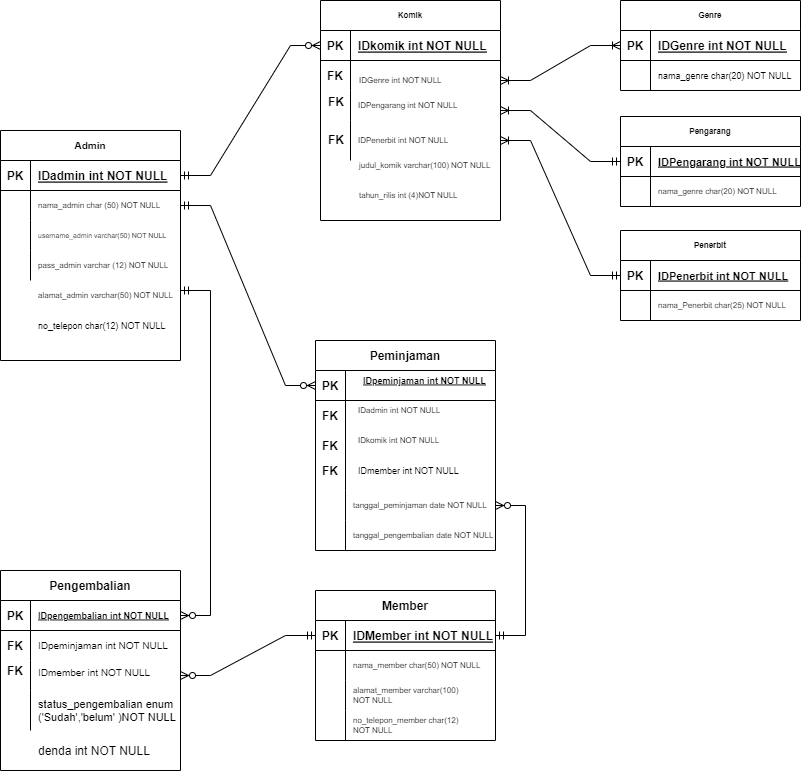 Komik
PK IDkomik int NOT NULL
FK IDGenre int NOT NULL
FK IDPengarang int NOT NULL
FK IDPenerbit int NOT NULL
judul_komik varchar(100) NOT NULL
tahun_rilis int (4)NOT NULL
Genre
PK IDGenre int NOT NULL
nama_genre char(20) NOT NULL
Pengarang
PK IDPengarang int NOT NULL
nama_genre char(20) NOT NULL
Penerbit
PK IDPenerbit int NOT NULL
nama_Penerbit char(25) NOT NULL
Admin
PK IDadmin int NOT NULL
nama_admin char (50) NOT NULL
username_admin varchar(50) NOT NULL
pass_admin varchar (12) NOT NULL
alamat_admin varchar(50) NOT NULL
no_telepon char(12) NOT NULL
Peminjaman
PK IDpeminjaman int NOT NULL
FK IDadmin int NOT NULL
FK IDkomik int NOT NULL
FK IDmember int NOT NULL
tanggal_peminjaman date NOT NULL
tanggal_pengembalian date NOT NULL
Pengembalian
PK IDpengembalian int NOT NULL
FK IDpeminjaman int NOT NULL
FK IDmember int NOT NULL
status_pengembalian enum
('Sudah','belum' )NOT NULL
denda int NOT NULL
Member
PK IDMember int NOT NULL
nama_member char(50) NOT NULL
alamat_member varchar(100)
NOT NULL
no_telepon_member char(12)
NOT NULL